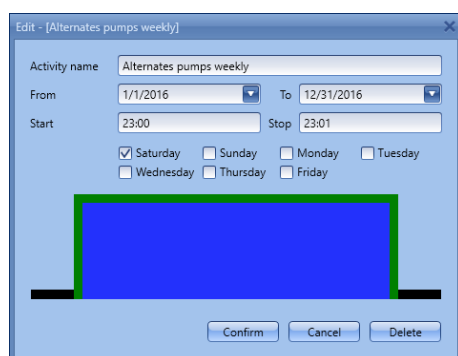 Edit - [Alternates pumps weekly]
Activity name Alternates pumps weekly
From 1/1/2016 To 12/31/2016
Start 23:00 Stop 23:01
Saturday Sunday Monday Tuesday
Wednesday Thursday Friday
Confirm Cancel Delete